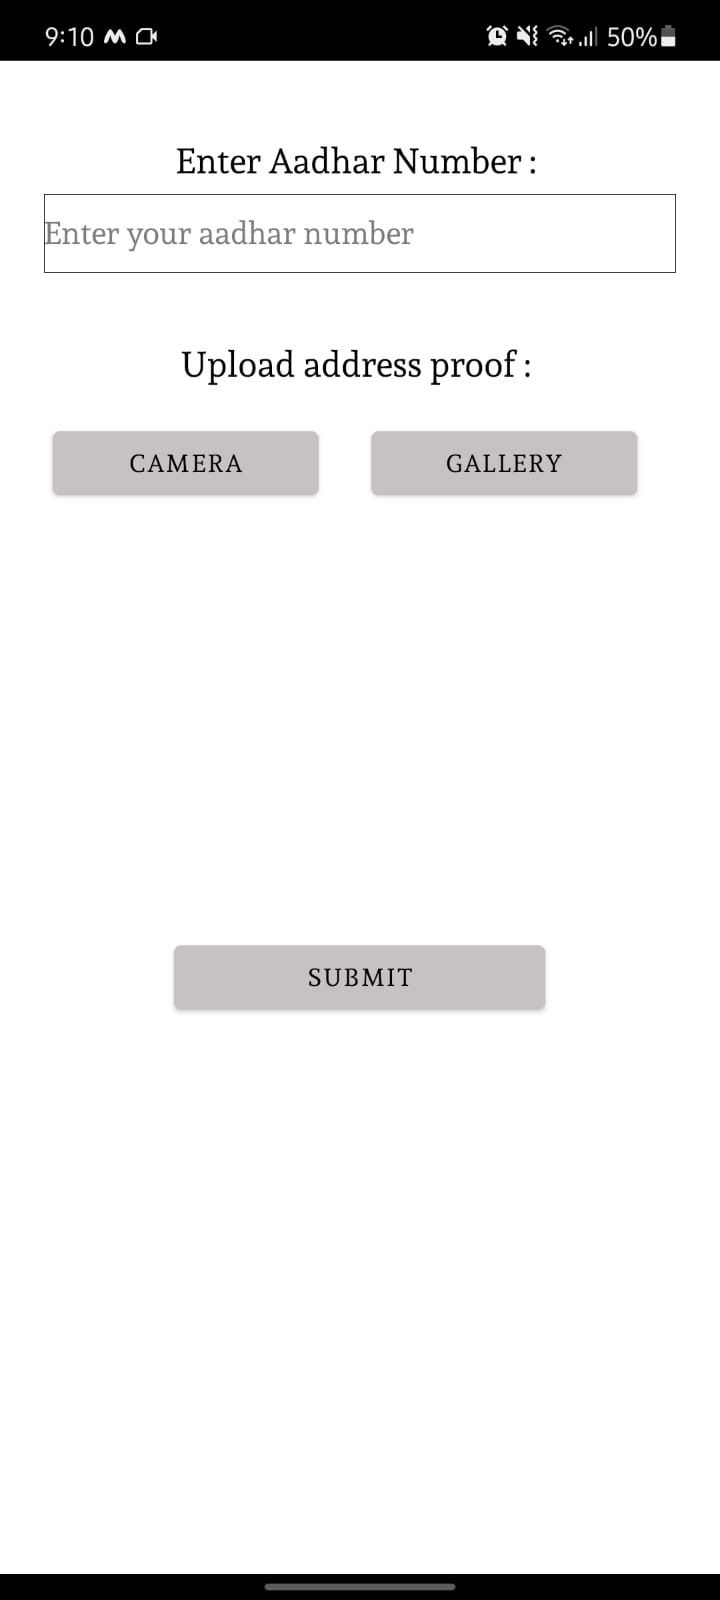 9:10 50%
Enter Aadhar Number :
Enter your aadhar number
Upload address proof :
CAMERA GALLERY
SUBMIT